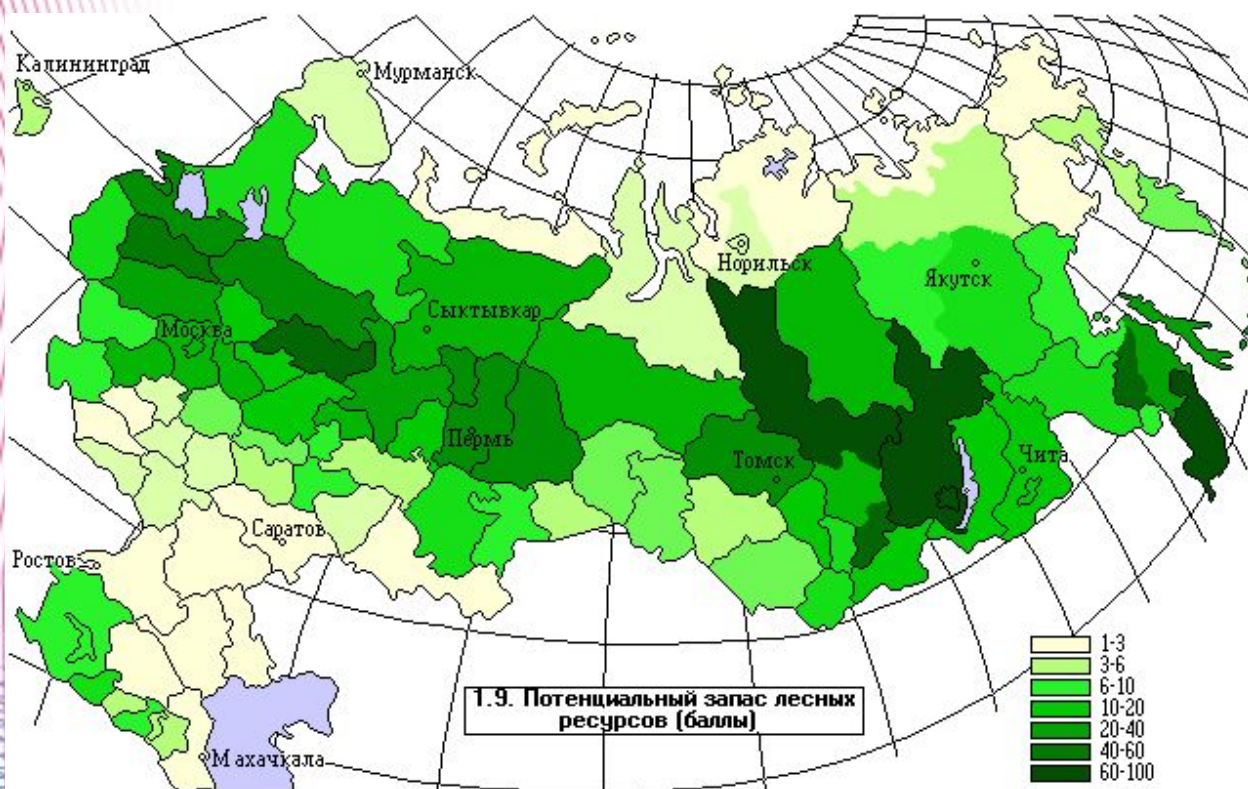 Калининград
Мурманск
Норильск
Якутск
Сыктывкар
Москва
Пермь
Томск
Чита
Саратов
Ростов
Махачкала
1.9. Потенциальный запас лесных
ресурсов (баллы)
1-3
3-6
6-10
10-20
20-40
40-60
60-100